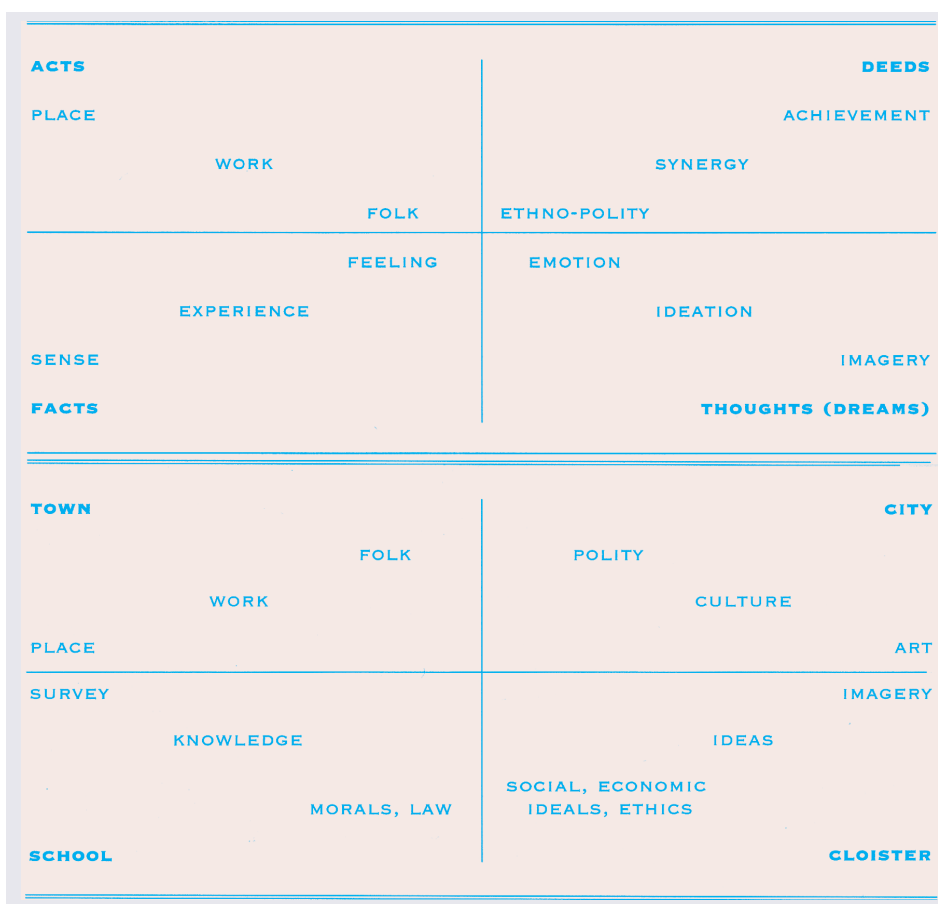 ACTS
DEEDS
PLACE
ACHIEVEMENT
WORK
SYNERGY
FOLK
ETHNO-POLITY
FEELING
EMOTION
EXPERIENCE
IDEATION
SENSE
IMAGERY
FACTS
THOUGHTS (DREAMS)
TOWN
CITY
FOLK
POLITY
WORK
CULTURE
PLACE
ART
SURVEY
IMAGERY
KNOWLEDGE
IDEAS
SOCIAL, ECONOMIC
MORALS, LAW
IDEALS, ETHICS
SCHOOL
CLOISTER